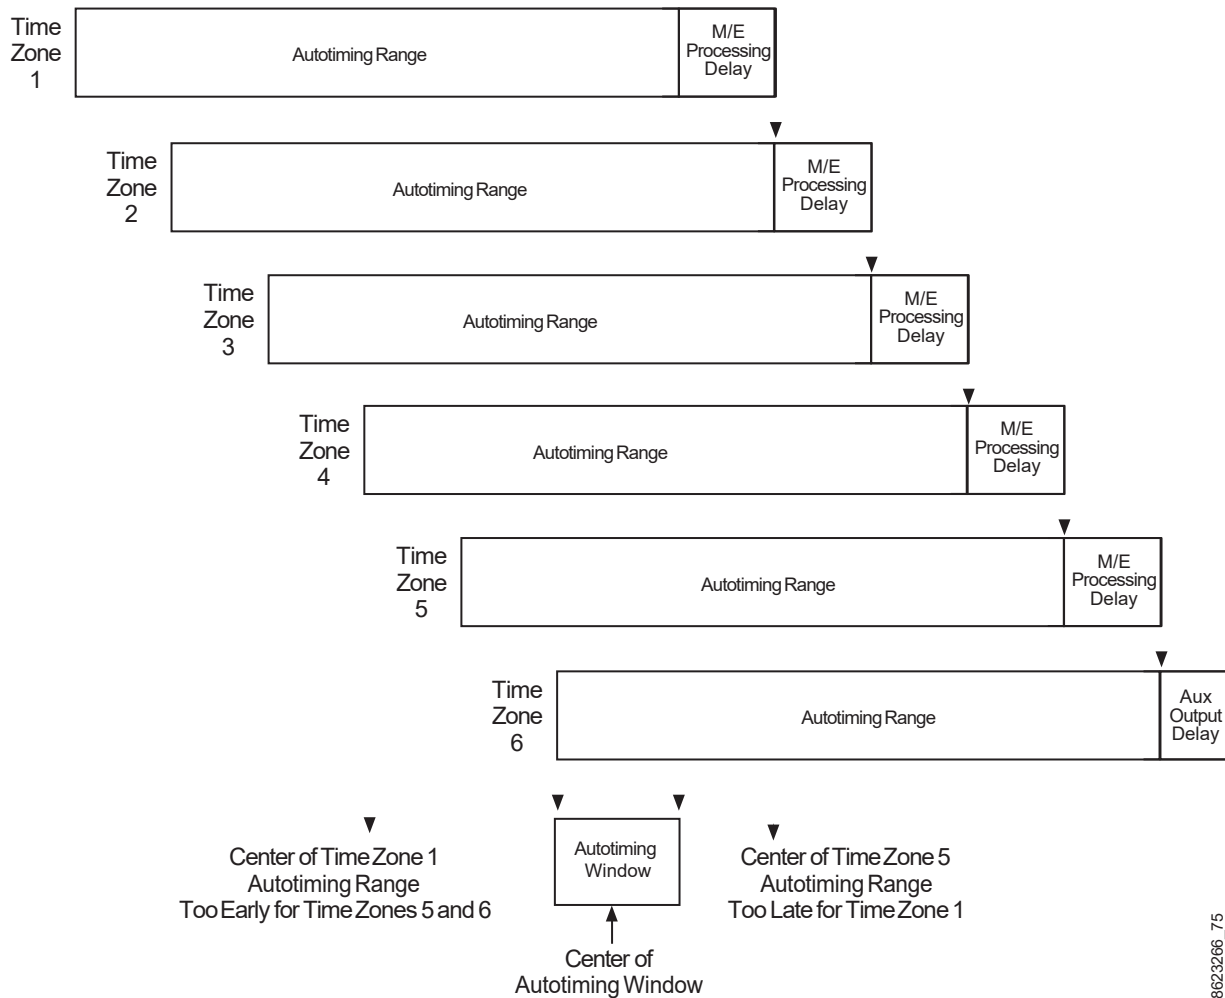 Time
Zone
1
Autotiming Range
M/E
Processing
Delay
Time
Zone
2
Autotiming Range
M/E
Processing
Delay
Time
Zone
3
Autotiming Range
M/E
Processing
Delay
Time
Zone
4
Autotiming Range
M/E
Processing
Delay
Time
Zone
5
Autotiming Range
M/E
Processing
Delay
Time
Zone
6
Autotiming Range
Aux
Output
Delay
Center of Time Zone 1
Autotiming Range
Too Early for Time Zones 5 and 6
Autotiming
Window
Center of Time Zone 5
Autotiming Range
Too Late for Time Zone 1
Center of
Autotiming Window
8623266_75